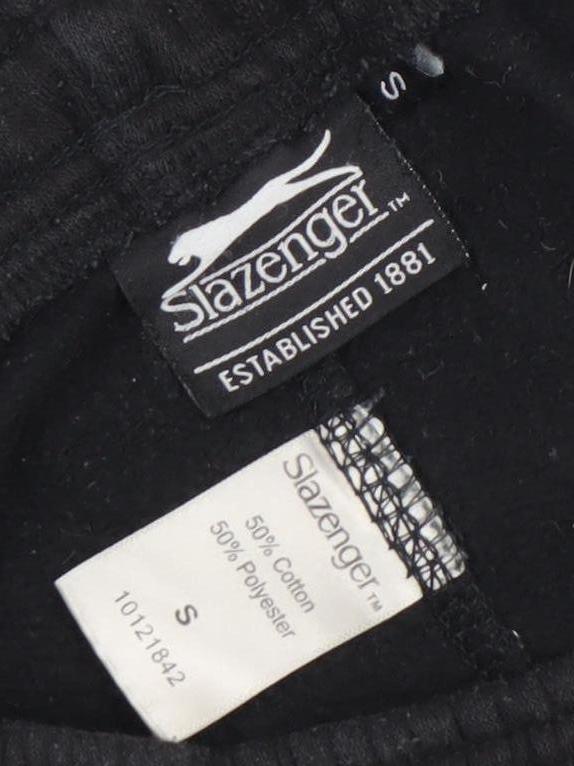 S
Slazenger™
ESTABLISHED 1881
Slazenger™
50% Cotton
50% Polyester
S
10121842